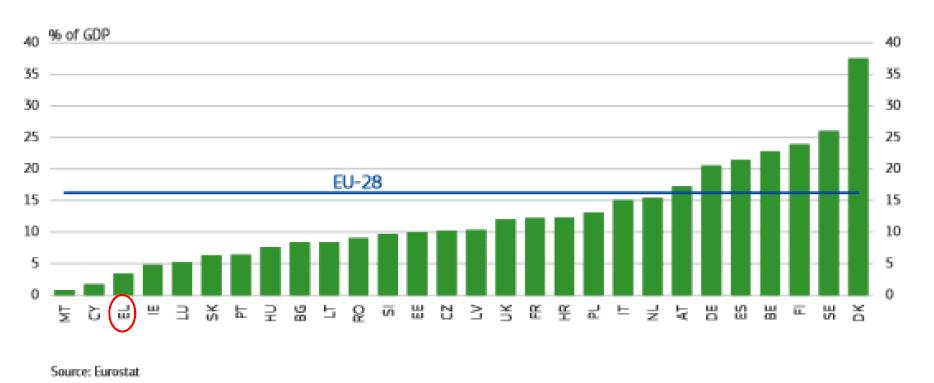 % of GDP
40 40
35 35
30 30
25 25
20 20
EU-28
15 15
10 10
5 5
0 0
MT CY EL IE LU SK PT HU BG LT RO SI EE CZ LV UK FR HR PL IT NL AT DE ES BE FI SE DK
Source: Eurostat